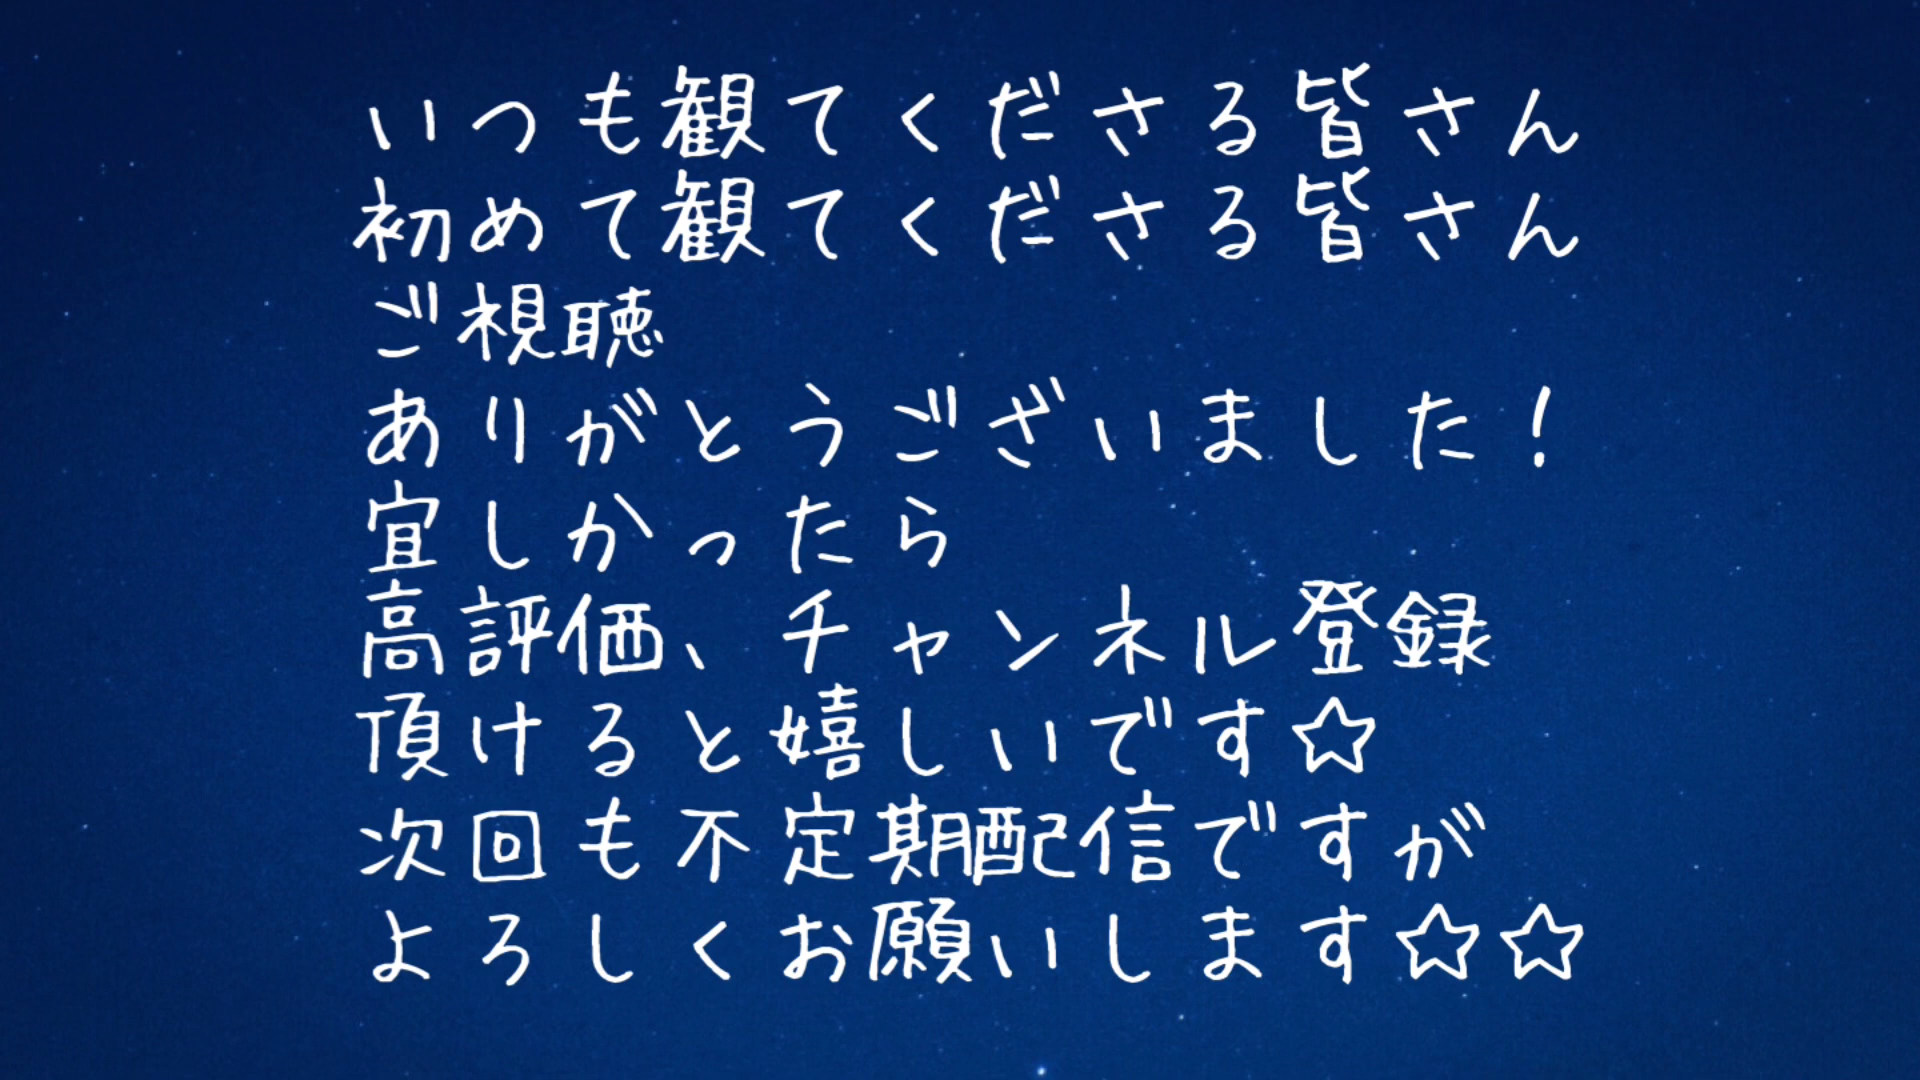 いつも観てくださる皆さん
初めて観てくださる皆さん
ご視聴
ありがとうございました！
宜しかったら
高評価、チャンネル登録
頂けると嬉しいです☆
次回も不定期配信ですが
よろしくお願いします☆☆